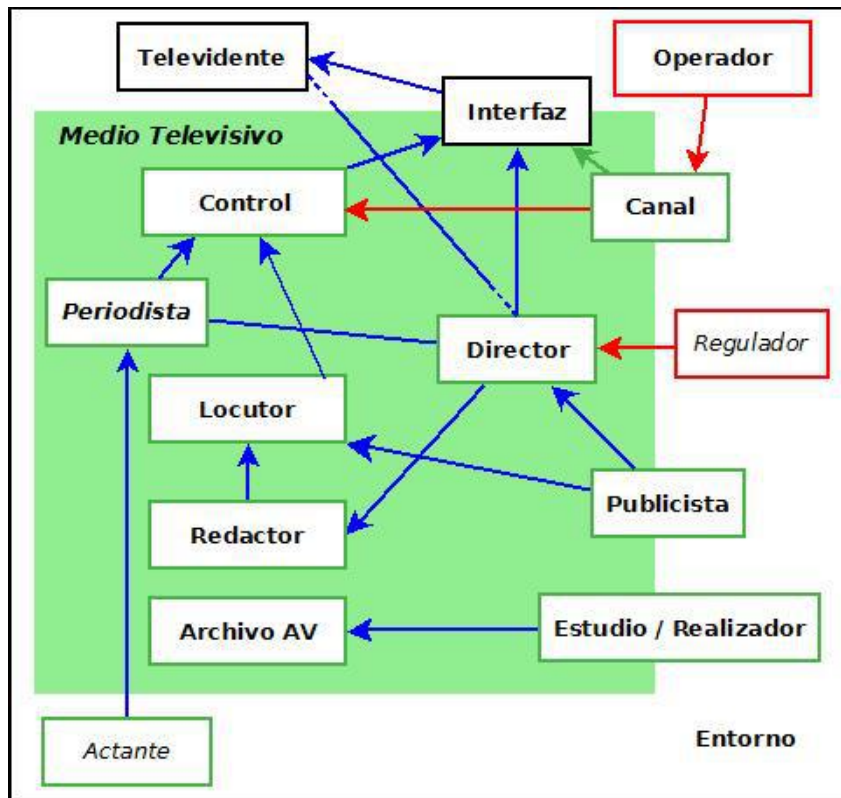 Televidente
Operador
Interfaz
Medio Televisivo
Control
Canal
Periodista
Director
Regulador
Locutor
Publicista
Redactor
Archivo AV
Estudio / Realizador
Actante
Entorno